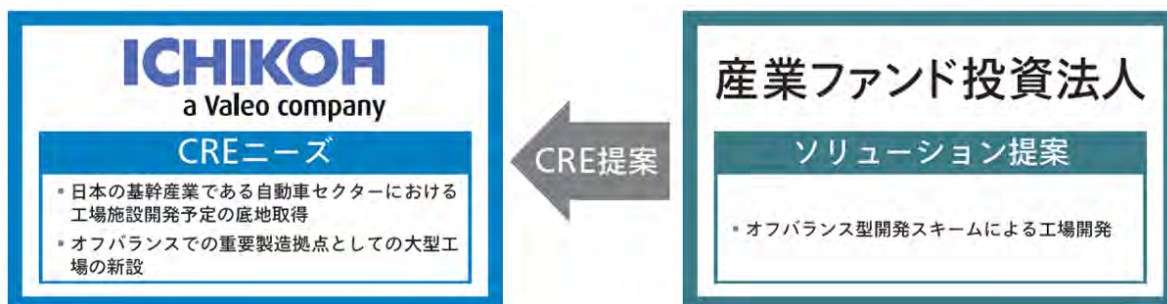 ICHIKOH
a Valeo company
CREニーズ
▪ 日本の基幹産業である自動車セクターにおける
工場施設開発予定の底地取得
▪ オフバランスでの重要製造拠点としての大型工
場の新設
CRE提案
産業ファンド投資法人
ソリューション提案
▪ オフバランス型開発スキームによる工場開発